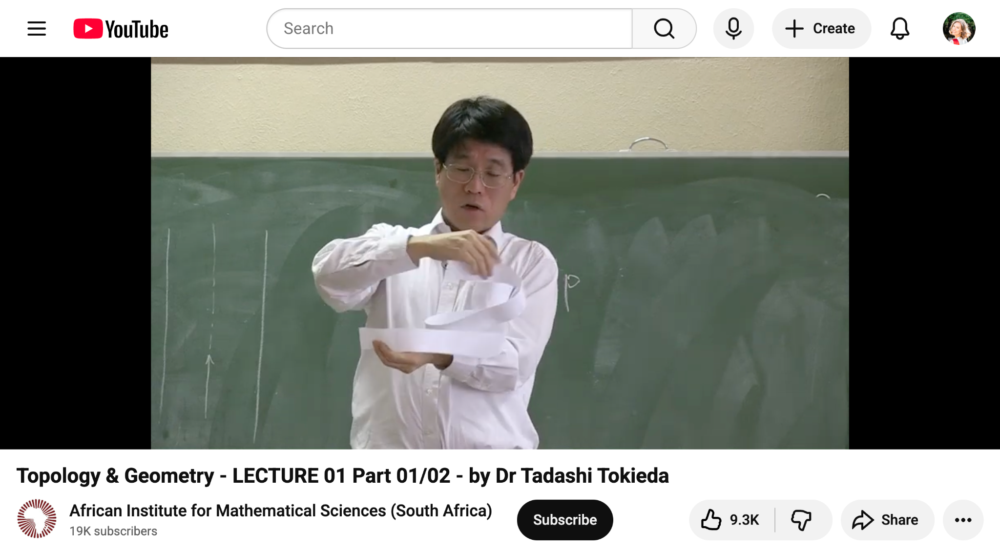 YouTube
Search
Create
P
Topology & Geometry - LECTURE 01 Part 01/02 - by Dr Tadashi Tokieda
African Institute for Mathematical Sciences (South Africa)
19K subscribers
Subscribe
9.3K
Share